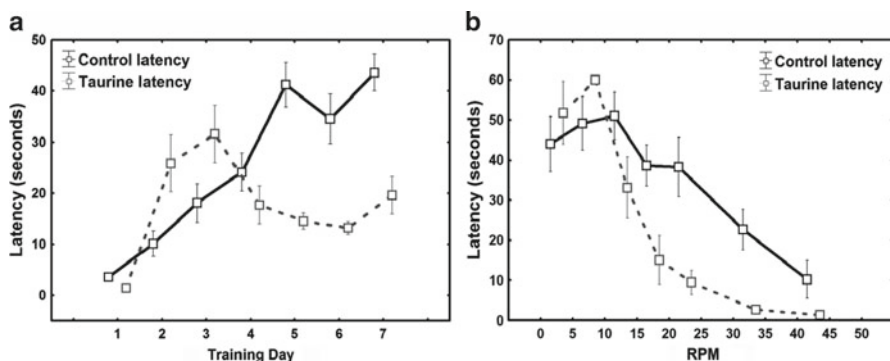 a
50
40
30
20
10
0
Latency (seconds)
Control latency
Taurine latency
1 2 3 4 5 6 7
Training Day
b
70
60
50
40
30
20
10
0
Latency (seconds)
Control latency
Taurine latency
0 5 10 15 20 25 30 35 40 45 50
RPM